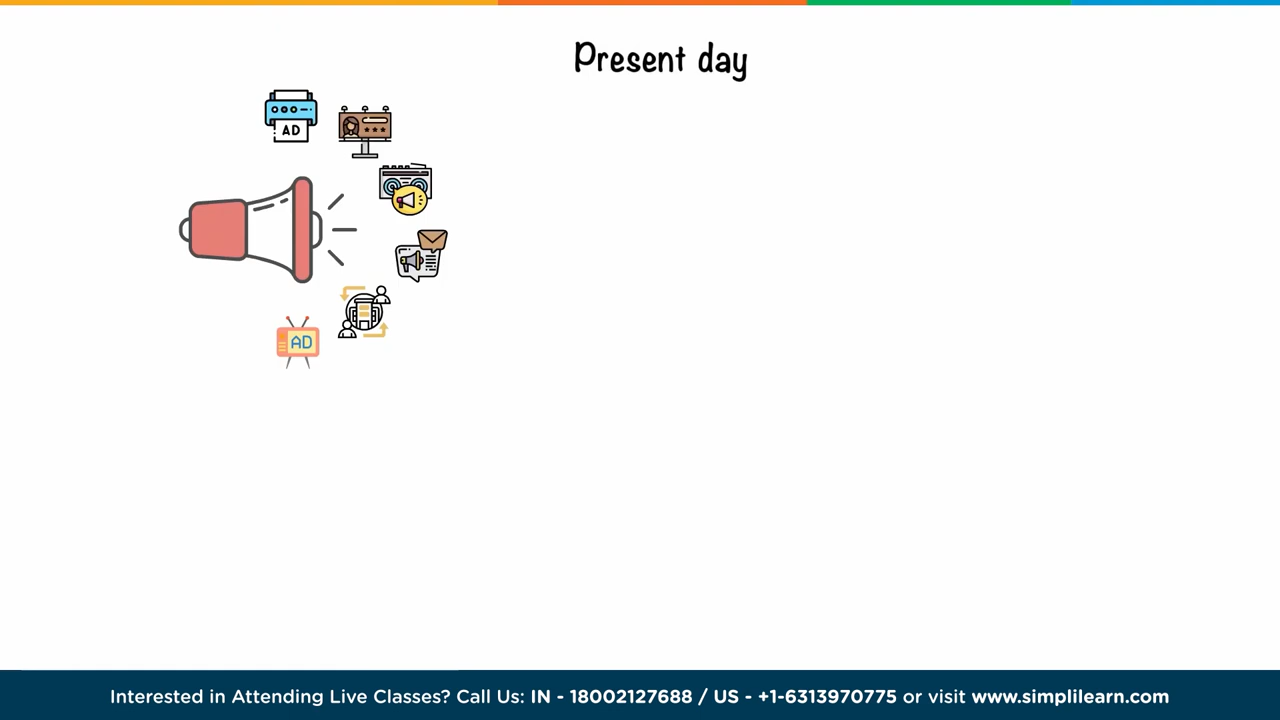 Present day
AD
AD
Interested in Attending Live Classes? Call Us: IN - 18002127688 / US - +1-6313970775 or visit www.simplilearn.com